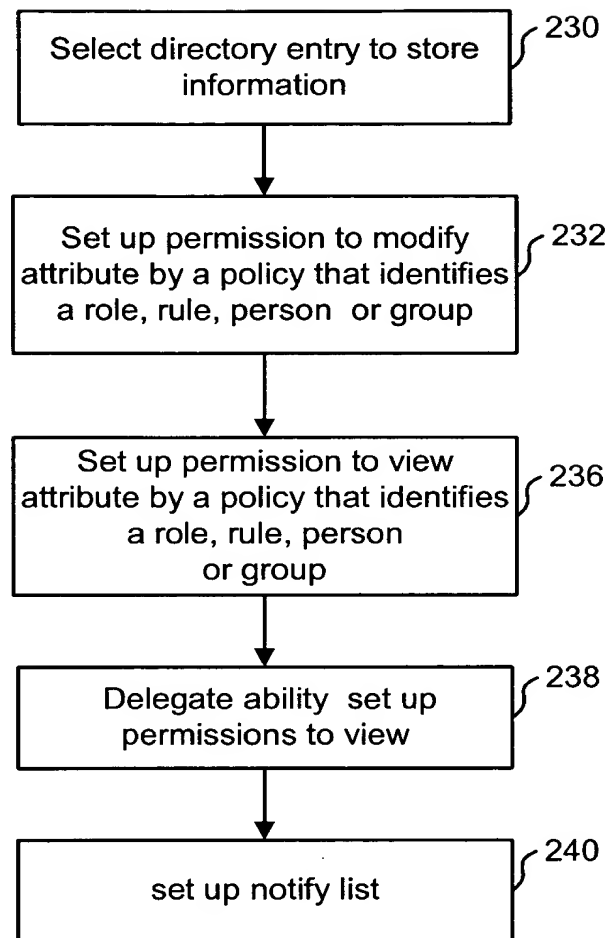 Select directory entry to store
information
230
Set up permission to modify
attribute by a policy that identifies
a role, rule, person or group
232
Set up permission to view
attribute by a policy that identifies
a role, rule, person
or group
236
Delegate ability set up
permissions to view
238
set up notify list
240